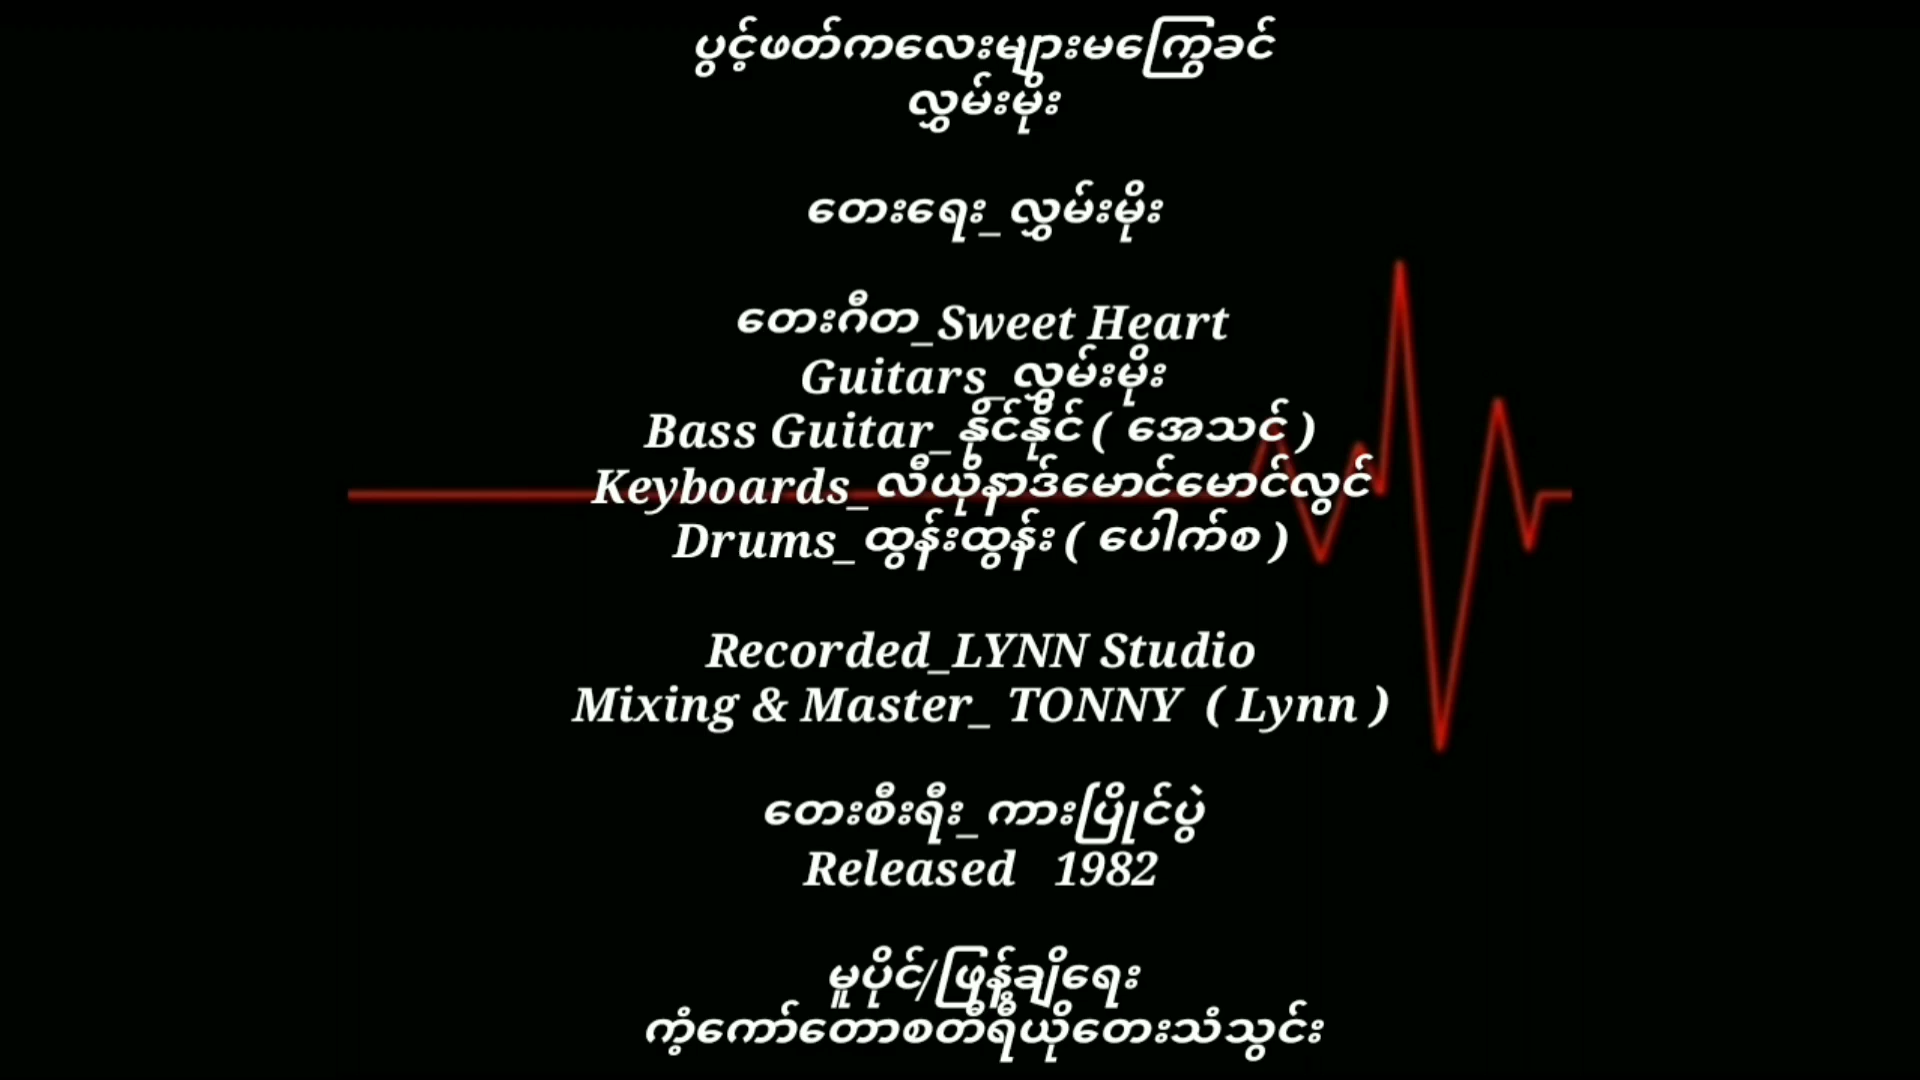 ပွင့်ဖတ်ကလေးများမကြွေခင်
လွှမ်းမိုး
တေးရေး_လွှမ်းမိုး
တေးဂီတ_Sweet Heart
Guitars_လွှမ်းမိုး
Bass Guitar_နိုင်နိုင် ( အေသင် )
Keyboards_လီယိုနာဒ်မောင်မောင်လွင်
Drums_ထွန်းထွန်း ( ပေါက်စ )
Recorded_LYNN Studio
Mixing & Master_ TONNY ( Lynn )
တေးစီးရီး_ကားပြိုင်ပွဲ
Released 1982
မူပိုင်/ဖြန့်ချိရေး
ကံ့ကော်တောစတီရီယိုတေးသံသွင်း